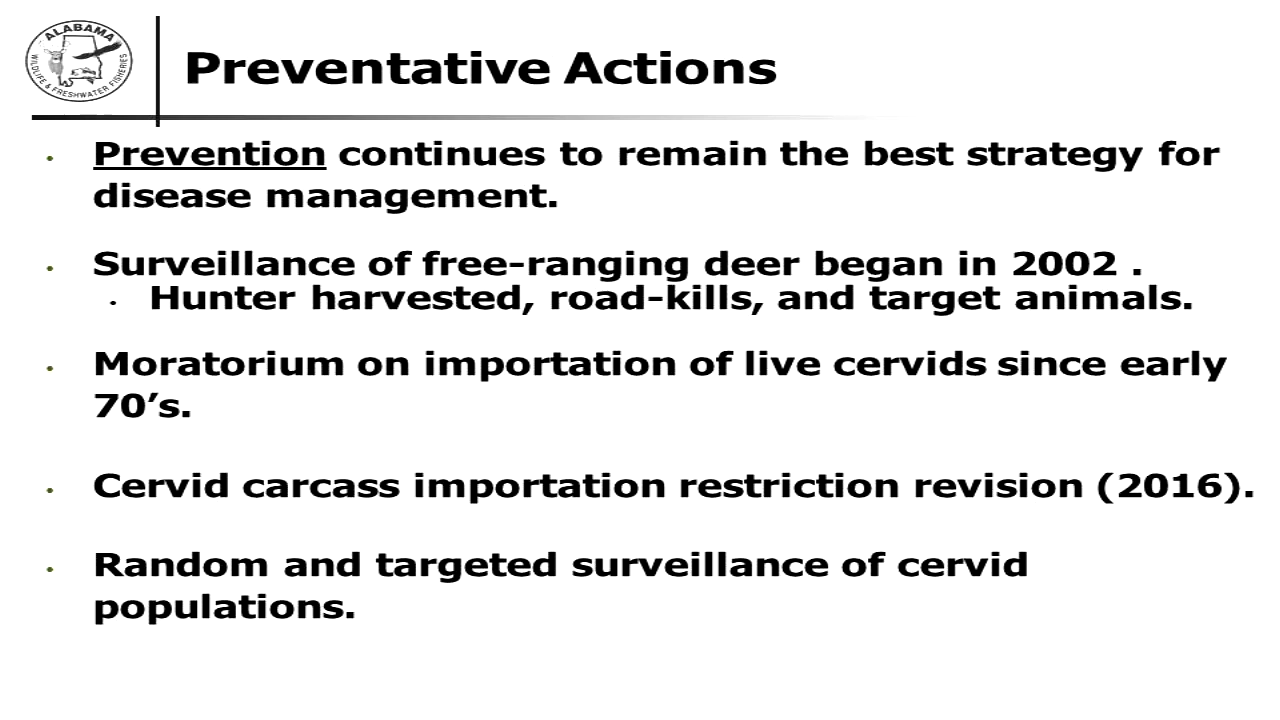 ALABAMA
WILDLIFE & FRESHWATER FISHERIES
Preventative Actions
• Prevention continues to remain the best strategy for
disease management.
• Surveillance of free-ranging deer began in 2002 .
• Hunter harvested, road-kills, and target animals.
• Moratorium on importation of live cervids since early
70’s.
• Cervid carcass importation restriction revision (2016).
• Random and targeted surveillance of cervid
populations.